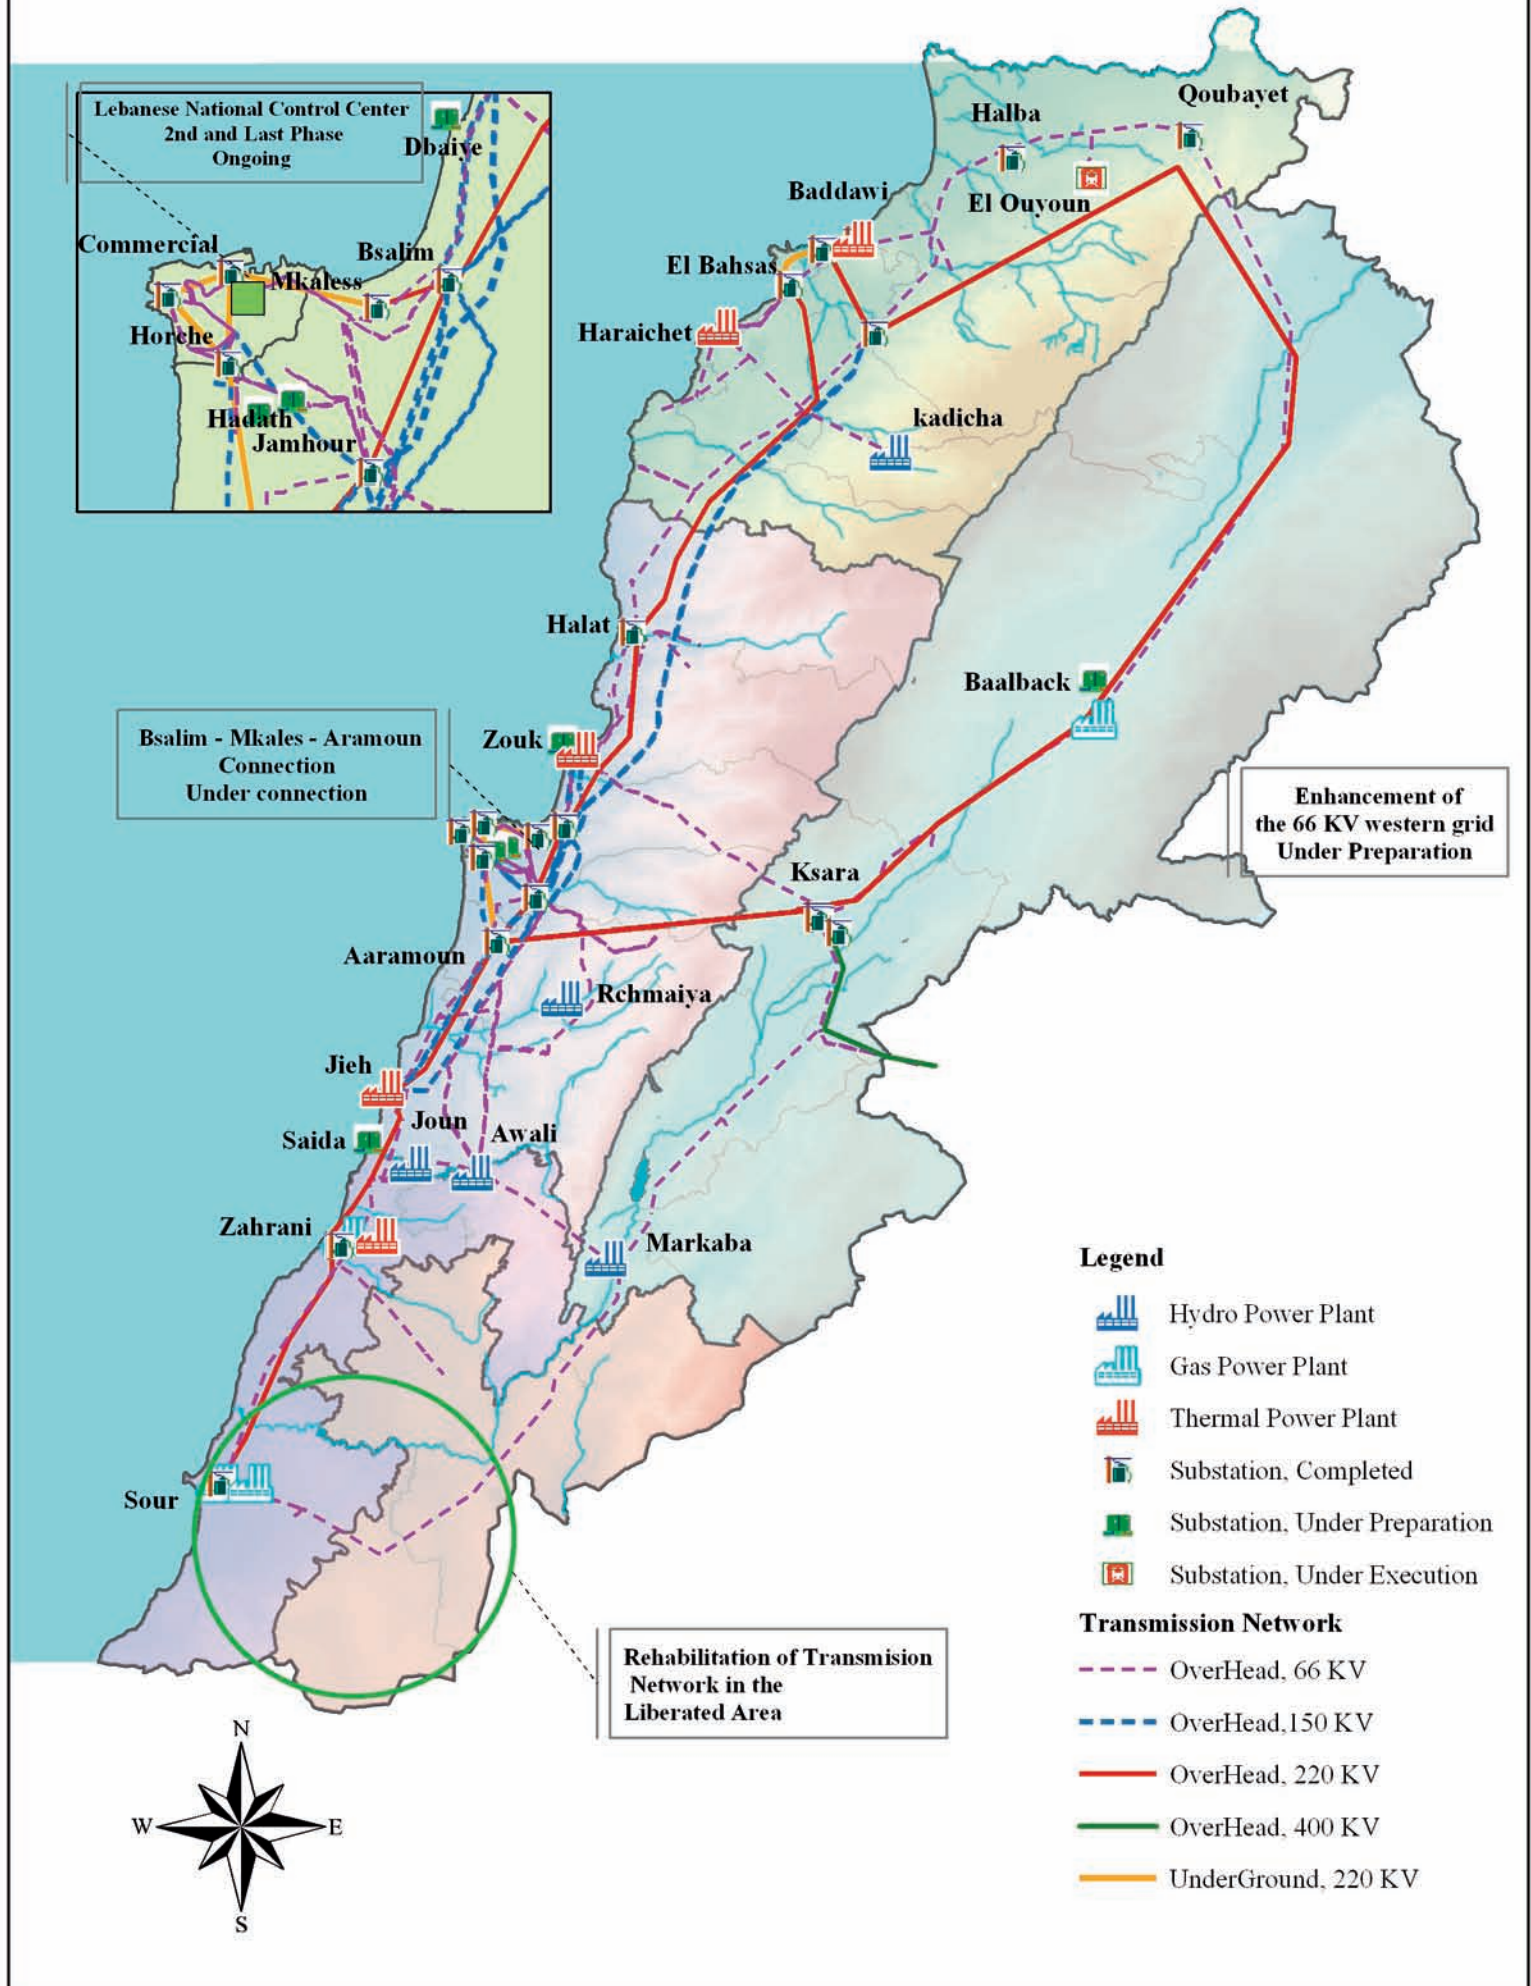 Lebanese National Control Center
2nd and Last Phase
Ongoing
Dbaiye
Commercial
Bsalim
Mkaless
Horche
Hadath
Jamhour
Qoubayet
Halba
Baddawi
El Ouyoun
El Bahsas
Haraichet
kadicha
Halat
Baalback
Zouk
Bsalim - Mkales - Aramoun
Connection
Under connection
Enhancement of
the 66 KV western grid
Under Preparation
Ksara
Aaramoun
Rchmaiya
Jieh
Joun
Awali
Saida
Zahrani
Markaba
Sour
Legend
Hydro Power Plant
Gas Power Plant
Thermal Power Plant
Substation, Completed
Substation, Under Preparation
Substation, Under Execution
Transmission Network
OverHead, 66 KV
OverHead,150 KV
OverHead, 220 KV
OverHead, 400 KV
UnderGround, 220 KV
Rehabilitation of Transmision
Network in the
Liberated Area
N
W
E
S